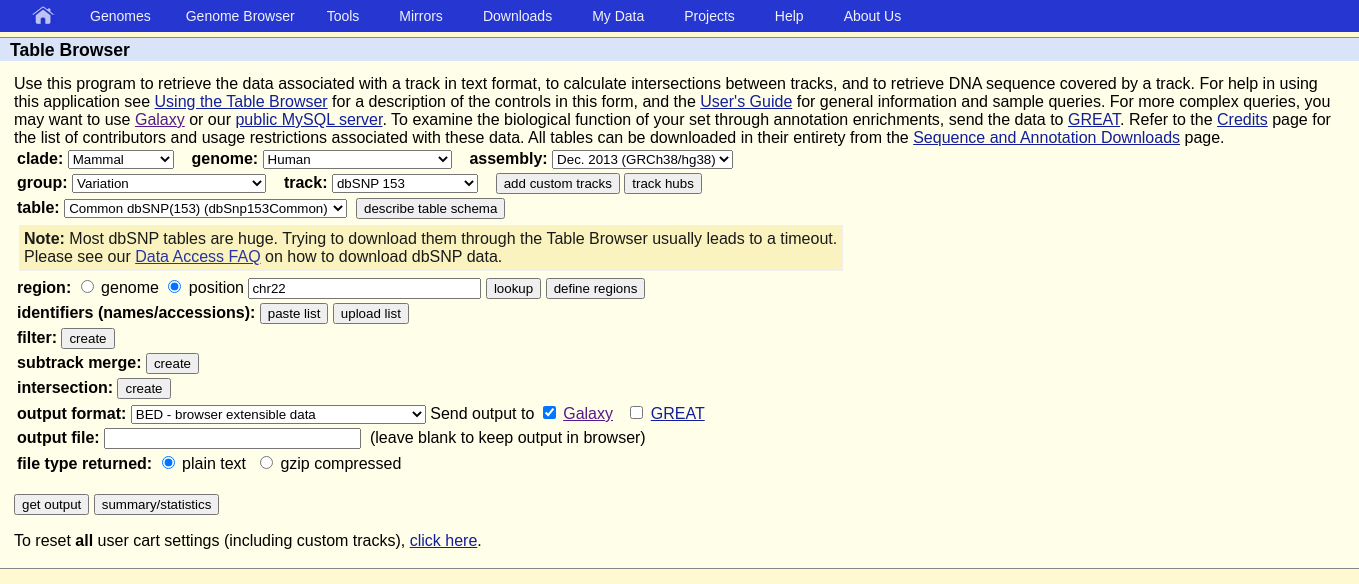 Genomes Genome Browser Tools Mirrors Downloads My Data Projects Help About Us
Table Browser
Use this program to retrieve the data associated with a track in text format, to calculate intersections between tracks, and to retrieve DNA sequence covered by a track. For help in using
this application see Using the Table Browser for a description of the controls in this form, and the User's Guide for general information and sample queries. For more complex queries, you
may want to use Galaxy or our public MySQL server. To examine the biological function of your set through annotation enrichments, send the data to GREAT. Refer to the Credits page for
the list of contributors and usage restrictions associated with these data. All tables can be downloaded in their entirety from the Sequence and Annotation Downloads page.
clade: Mammal genome: Human assembly: Dec. 2013 (GRCh38/hg38)
group: Variation track: dbSNP 153 add custom tracks track hubs
table: Common dbSNP(153) (dbSnp153Common) describe table schema
Note: Most dbSNP tables are huge. Trying to download them through the Table Browser usually leads to a timeout.
Please see our Data Access FAQ on how to download dbSNP data.
region: genome position chr22 lookup define regions
identifiers (names/accessions): paste list upload list
filter: create
subtrack merge: create
intersection: create
output format: BED - browser extensible data Send output to Galaxy GREAT
output file: (leave blank to keep output in browser)
file type returned: plain text gzip compressed
get output summary/statistics
To reset all user cart settings (including custom tracks), click here.